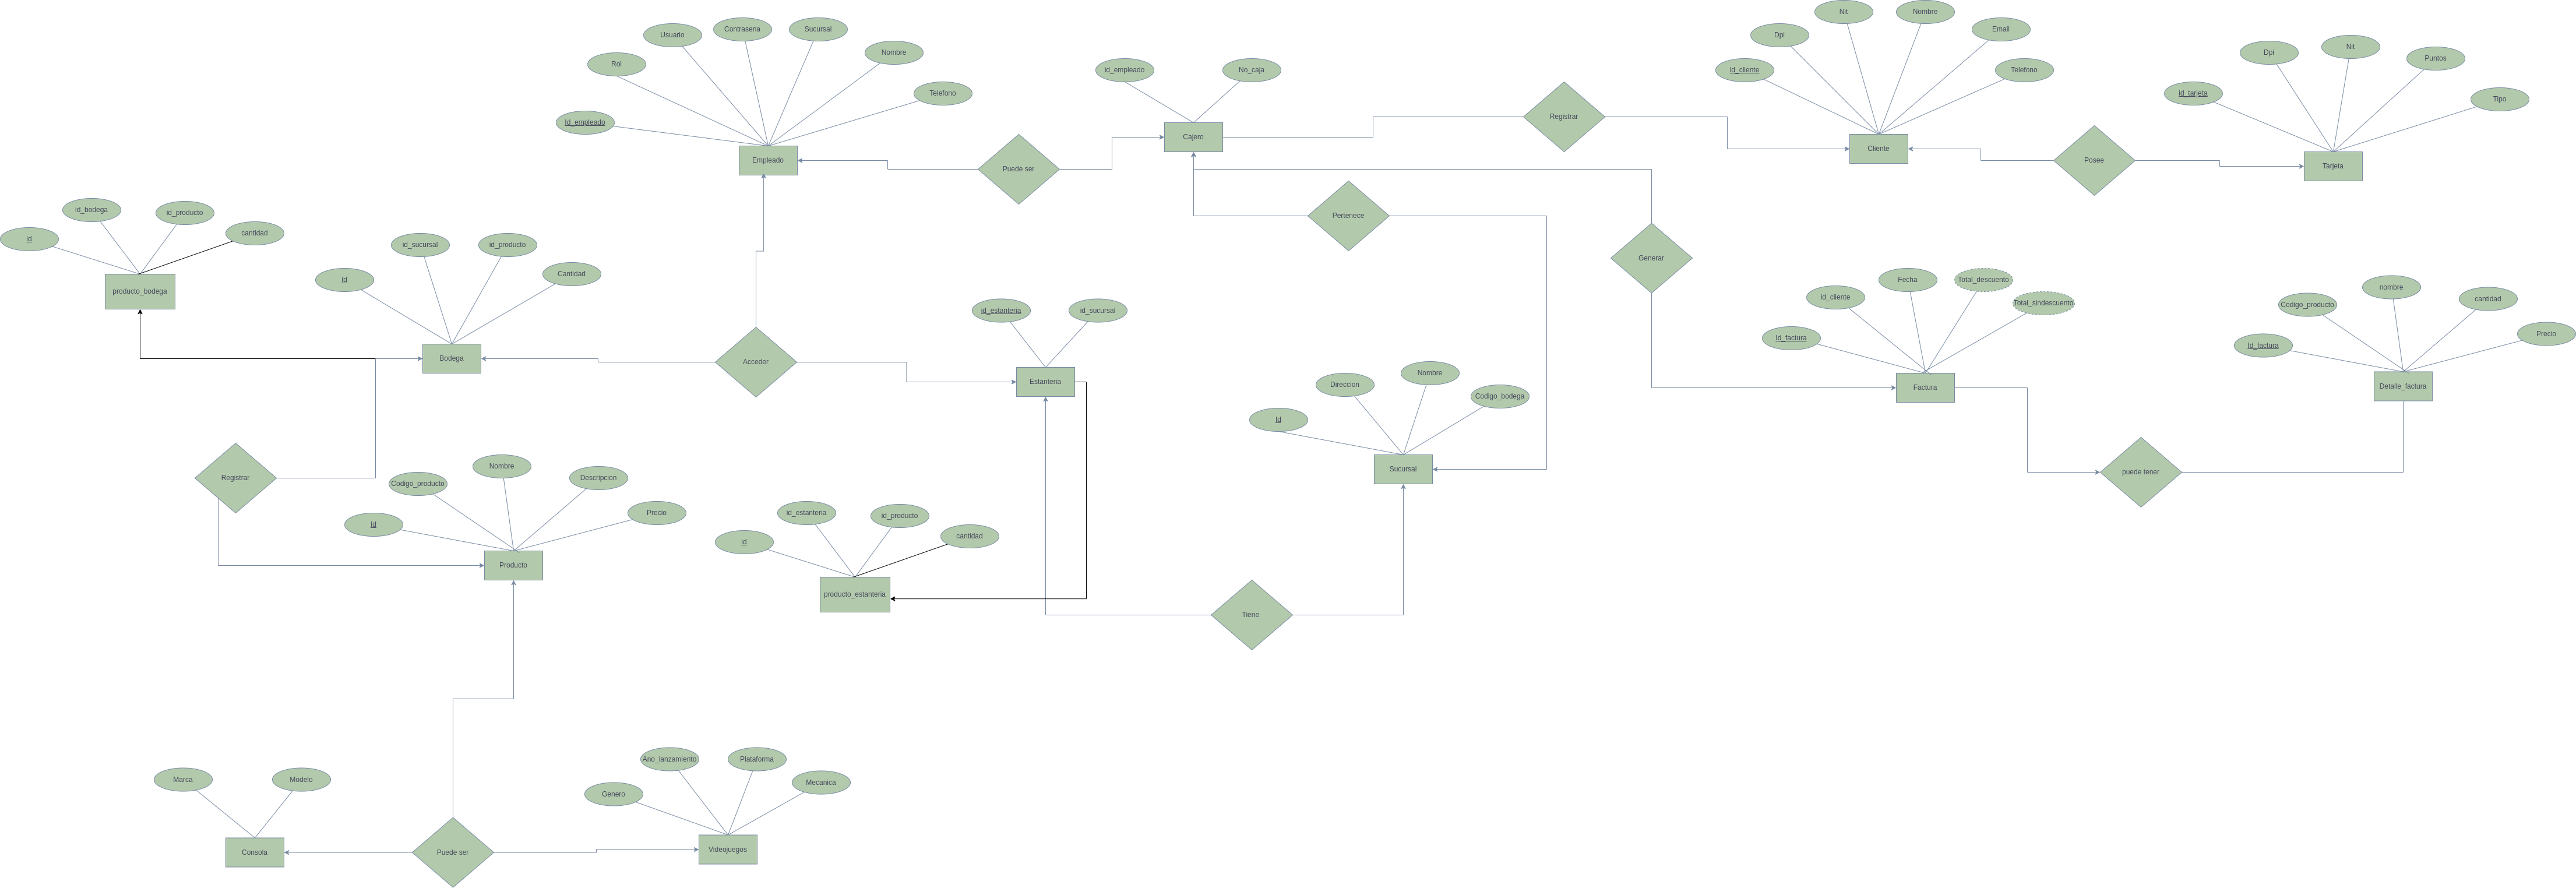 Nit
Nombre
Usuario
Contrasena
Sucursal
Email
Dpi
Nit
Dpi
Puntos
Rol
Nombre
id_empleado
No_caja
id_cliente
Telefono
Telefono
id_tarjeta
Tipo
Id_empleado
Registrar
Cajero
Cliente
Empleado
Puede ser
Posee
Tarjeta
id_bodega
id_producto
Pertenece
id
cantidad
id_sucursal
id_producto
Generar
Id
Cantidad
Fecha
Total_descuento
producto_bodega
id_cliente
Total_sindescuento
nombre
Codigo_producto
cantidad
id_estanteria
id_sucursal
Id_factura
Id_factura
Precio
Bodega
Acceder
Estanteria
Direccion
Nombre
Codigo_bodega
Factura
Detalle_factura
Id
Registrar
Nombre
Codigo_producto
Descripcion
Sucursal
puede tener
Id
Precio
id_estanteria
id_producto
id
cantidad
Producto
producto_estanteria
Tiene
Marca
Modelo
Ano_lanzamiento
Plataforma
Genero
Mecanica
Consola
Puede ser
Videojuegos